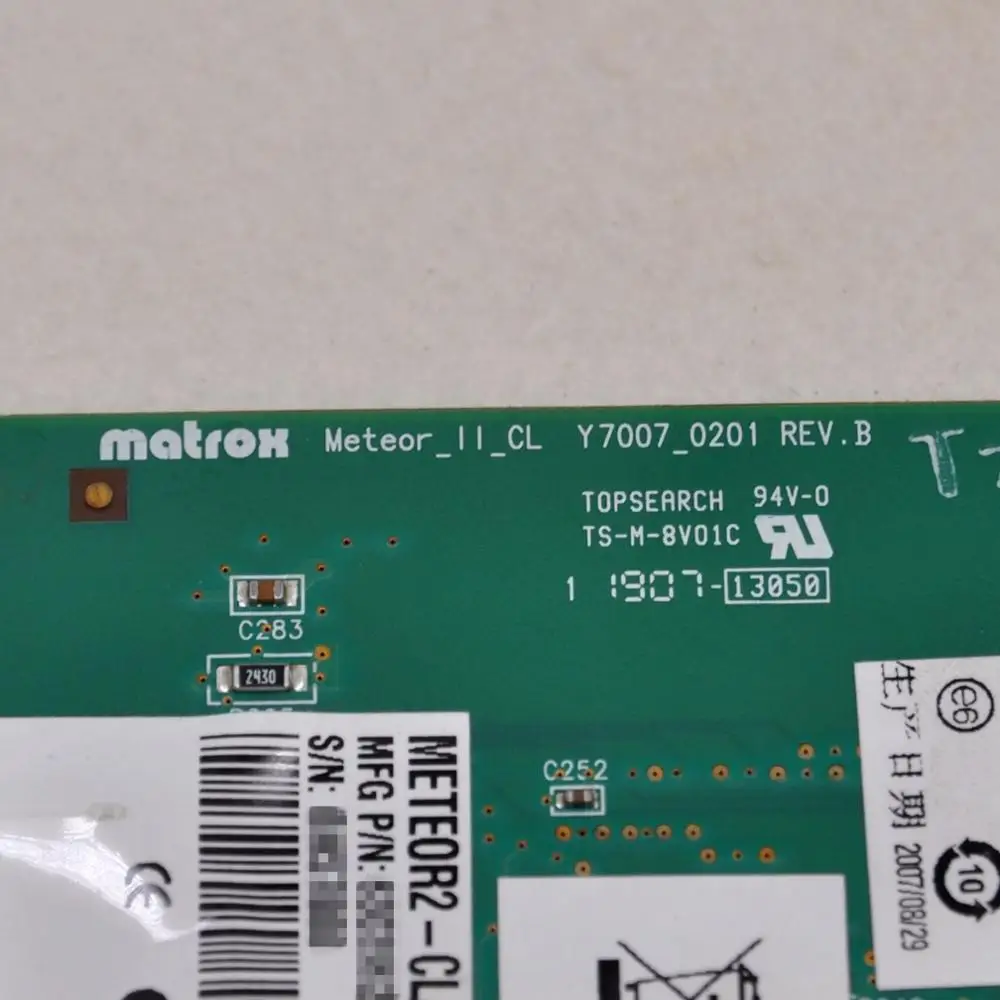 matrox Meteor_II_CL Y7007_0201 REV.B
TOPSEARCH 94V-0
TS-M-8V01C
1 1907-13050
C283
2430
C252
METEOR2-CL
MFG P/N:
S/N:
生产日期 2007/08/29
e6
10